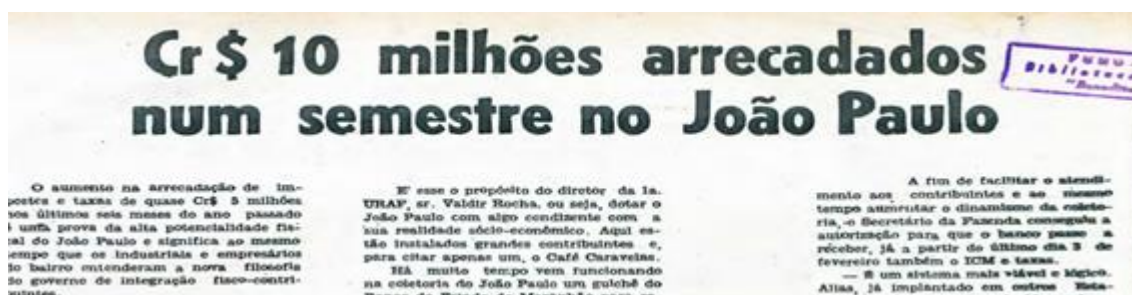 Cr$ 10 milhões arrecadados
num semestre no João Paulo
O aumento na arrecadação de im-
postos e taxas de quase Cr$ 5 milhões
nos últimos seis meses do ano passado
é uma prova da alta potencialidade fis-
cal do João Paulo e significa ao mesmo
tempo que os industriais e empresários
do bairro entenderam a nova filosofia
do governo de integração fisco-contri-
buintes.
E' esse o propósito do diretor da 1a.
URAF, sr. Valdir Rocha, ou seja, dotar o
João Paulo com algo condizente com a
sua realidade sócio-econômico. Aqui es-
tão instalados grandes contribuintes e,
para citar apenas um, o Café Caravelas.
Há muito tempo vem funcionando
na coletoria do João Paulo um guichê do
A fim de facilitar o atendi-
mento aos contribuintes e ao mesmo
tempo aumentar o dinamismo da coleto-
ria, o Secretário da Fazenda conseguiu a
autorização para que o banco passe a
receber, já a partir do último dia 3 de
fevereiro também o ICM e taxas.
— É um sistema mais viável e lógico.
Aliás, já implantado em outros Esta-